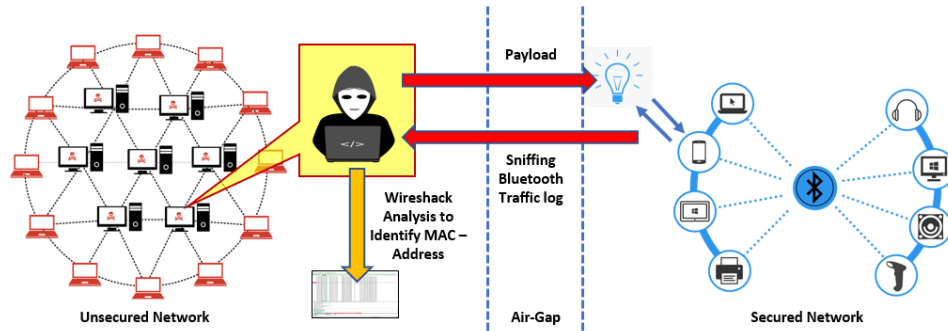 Payload
</>
Sniffing
Bluetooth
Traffic log
Wireshack
Analysis to
Identify MAC –
Address
Unsecured Network
Air-Gap
Secured Network